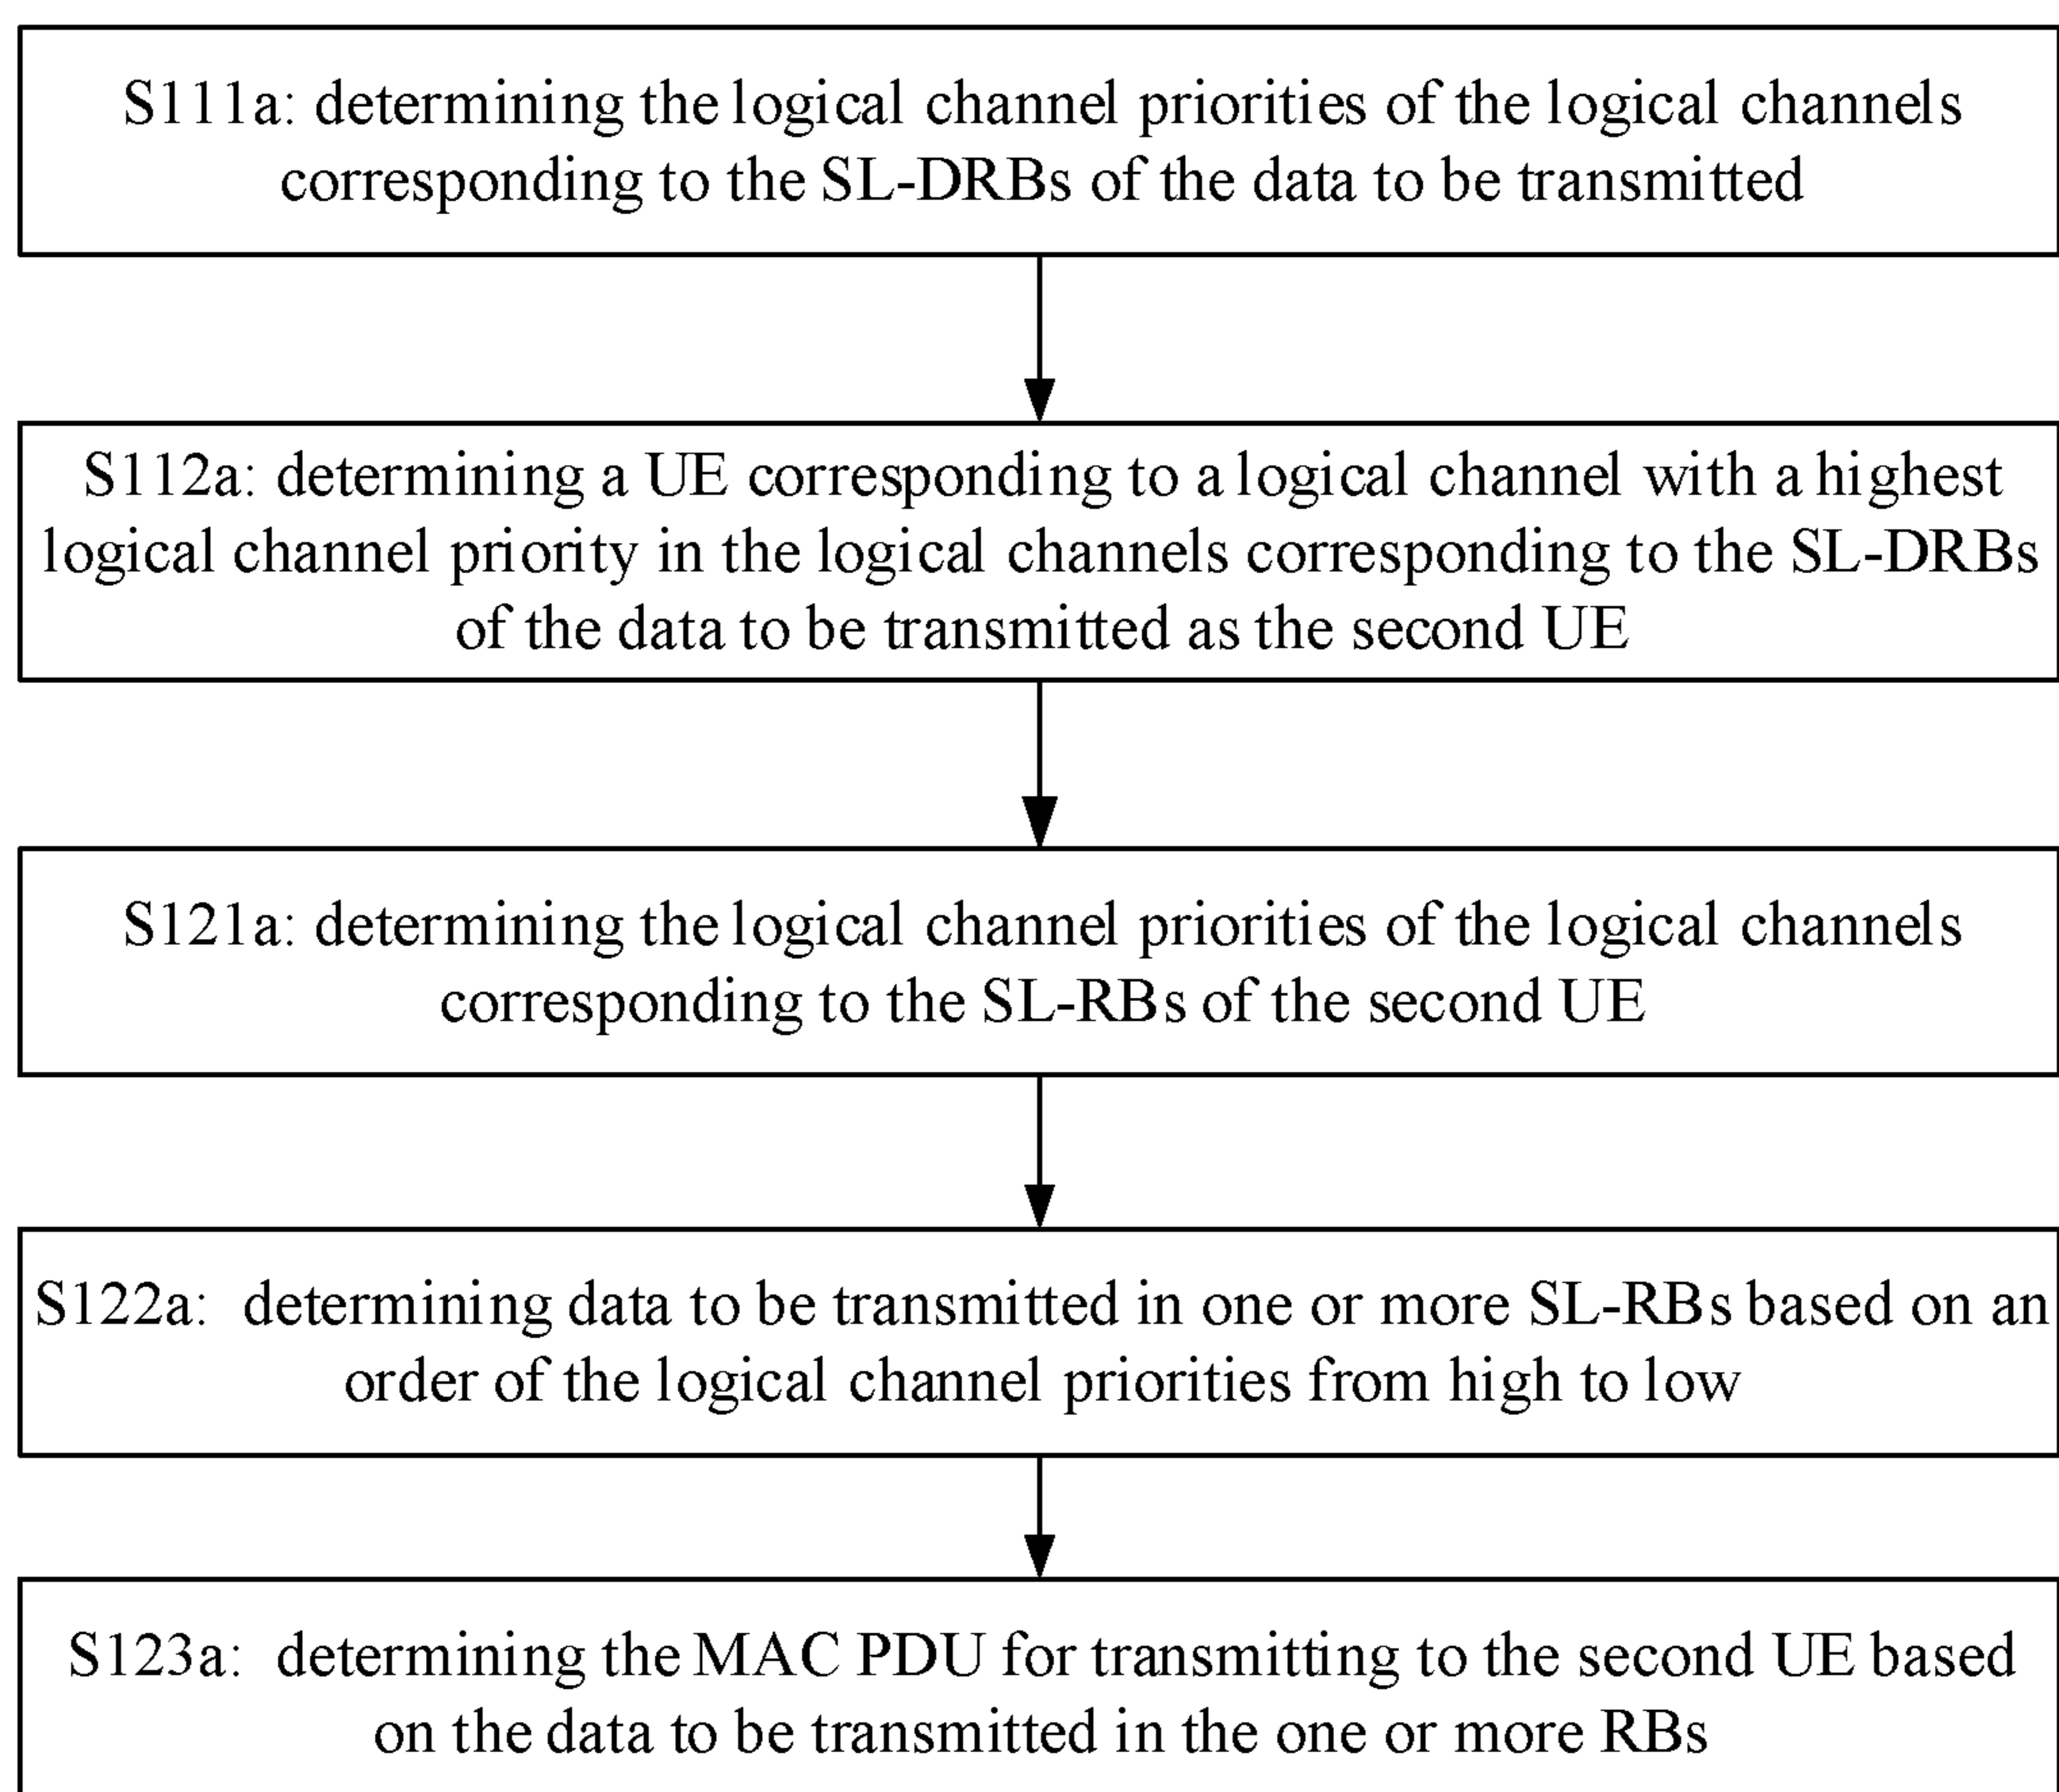 S111a: determining the logical channel priorities of the logical channels
corresponding to the SL-DRBs of the data to be transmitted
S112a: determining a UE corresponding to a logical channel with a highest
logical channel priority in the logical channels corresponding to the SL-DRBs
of the data to be transmitted as the second UE
S121a: determining the logical channel priorities of the logical channels
corresponding to the SL-RBs of the second UE
S122a: determining data to be transmitted in one or more SL-RBs based on an
order of the logical channel priorities from high to low
S123a: determining the MAC PDU for transmitting to the second UE based
on the data to be transmitted in the one or more RBs